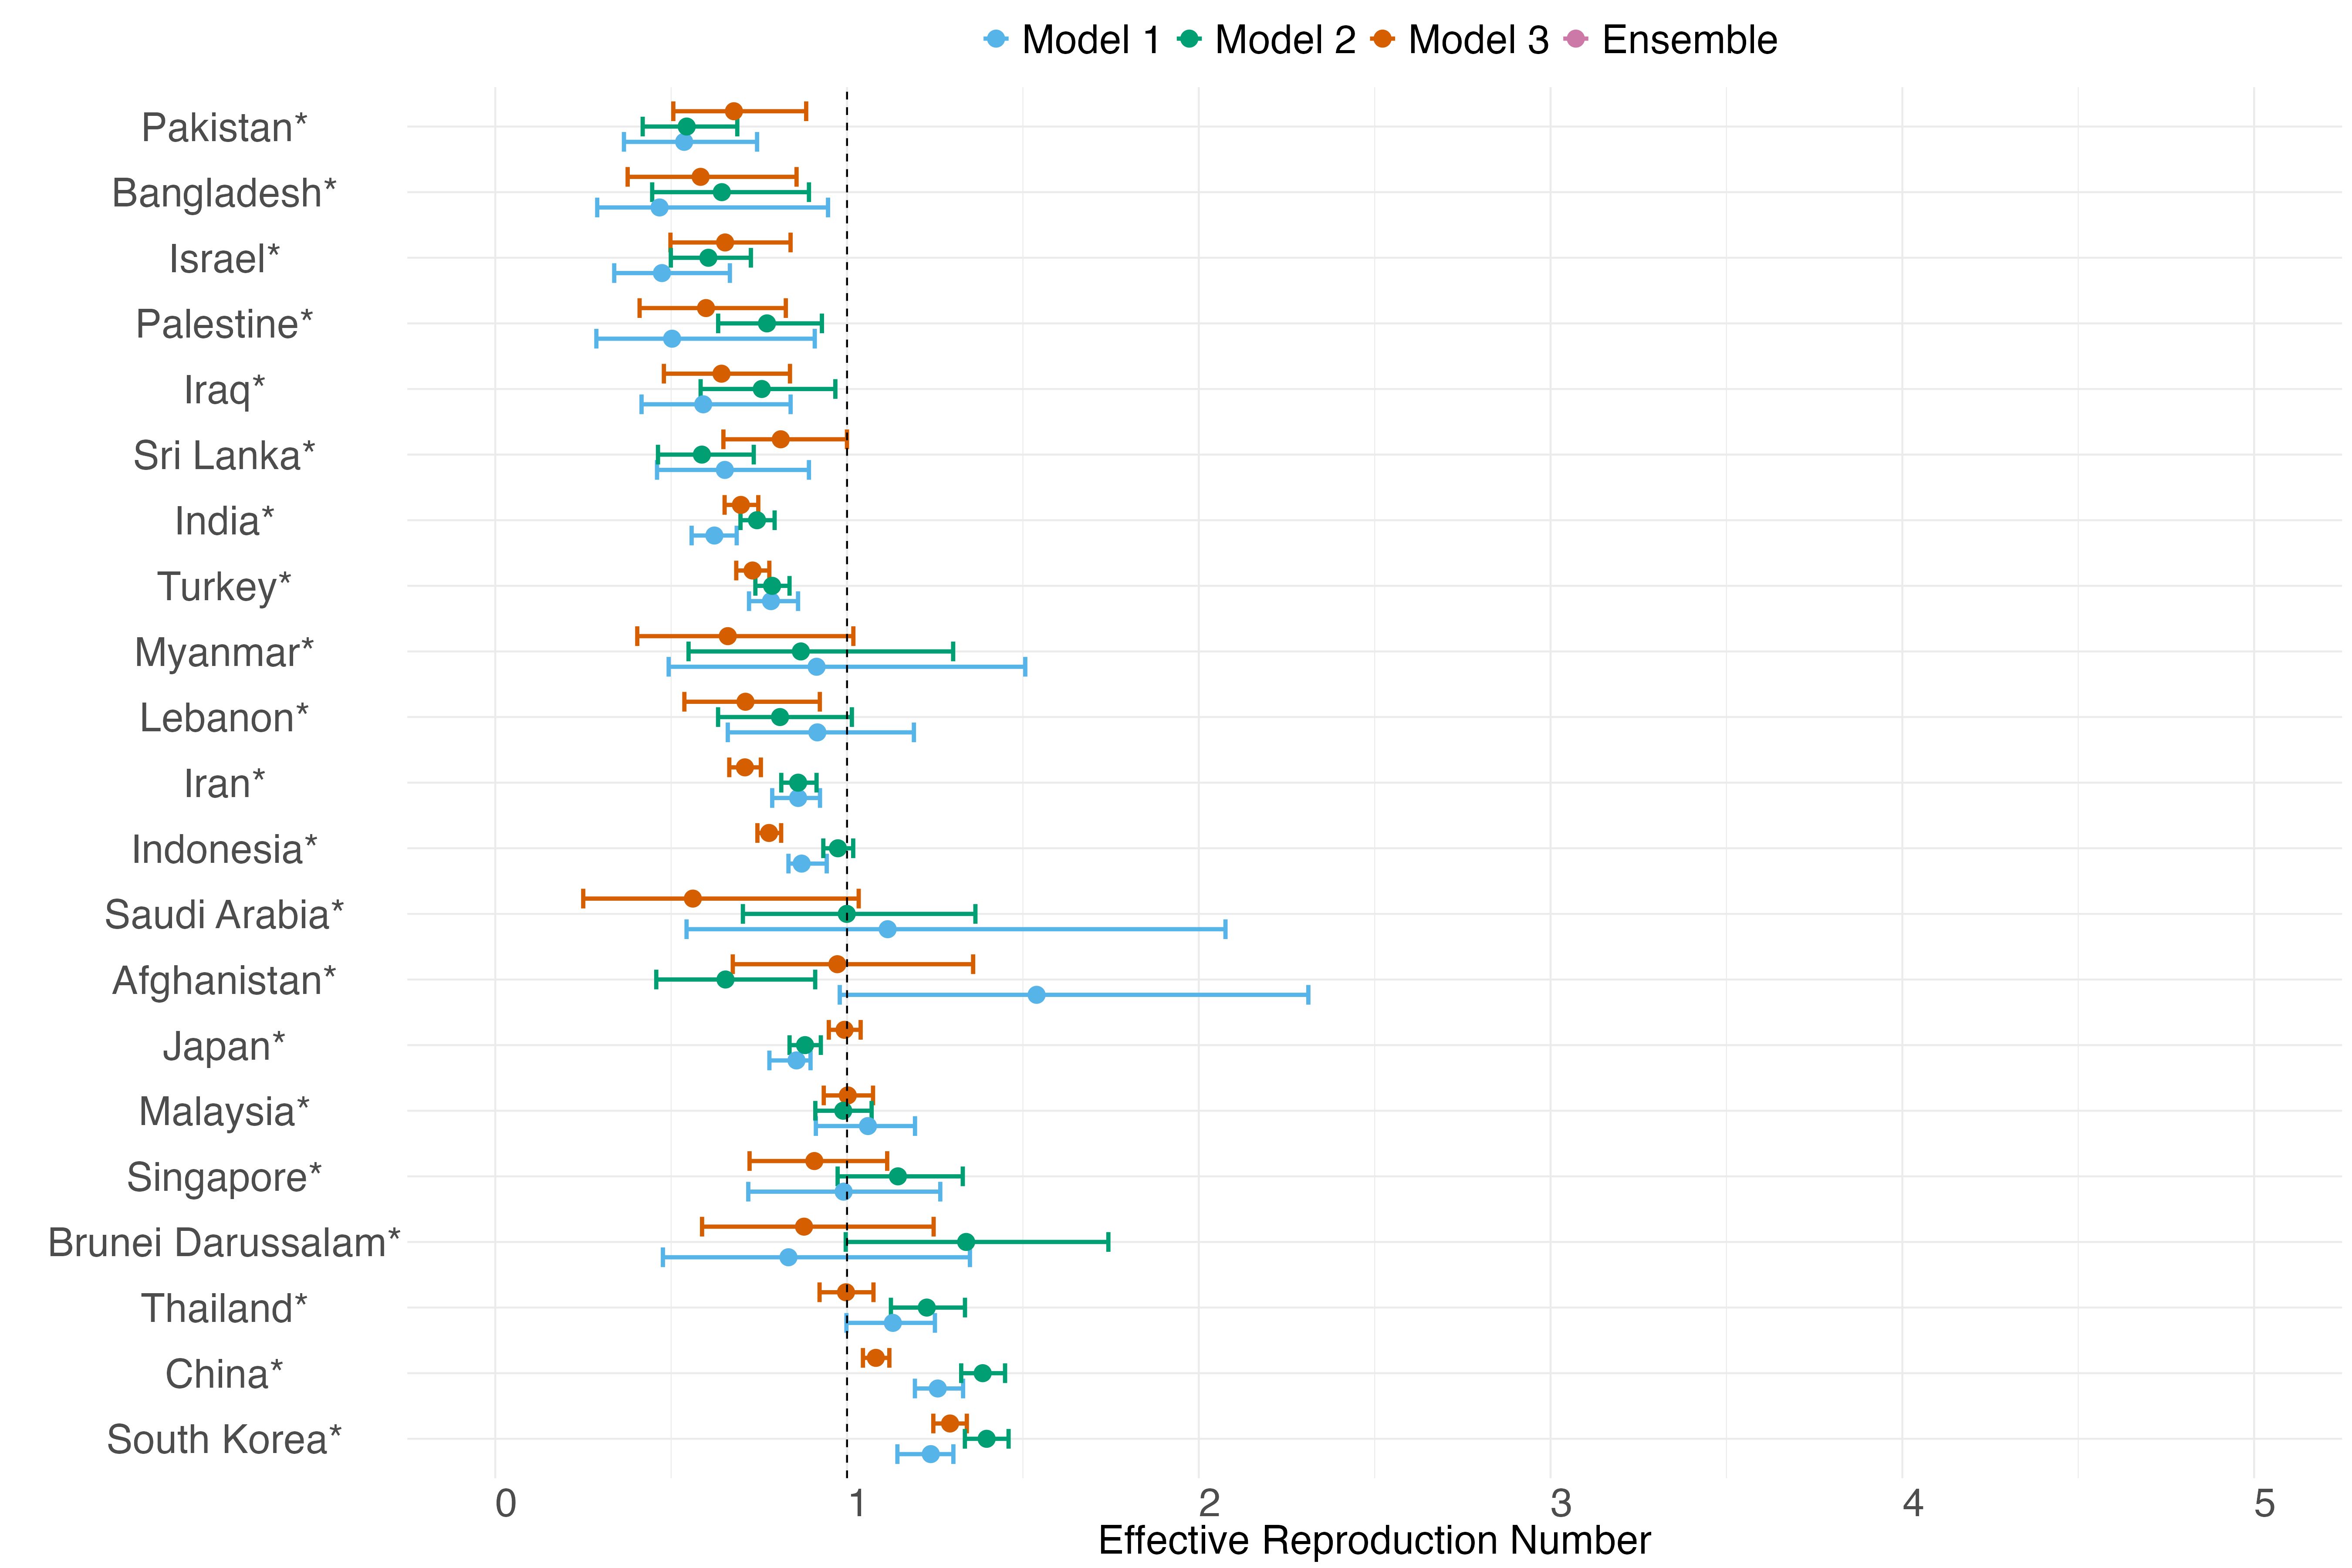 Model 1 Model 2 Model 3 Ensemble
Pakistan*
Bangladesh*
Israel*
Palestine*
Iraq*
Sri Lanka*
India*
Turkey*
Myanmar*
Lebanon*
Iran*
Indonesia*
Saudi Arabia*
Afghanistan*
Japan*
Malaysia*
Singapore*
Brunei Darussalam*
Thailand*
China*
South Korea*
0 1 2 3 4 5
Effective Reproduction Number